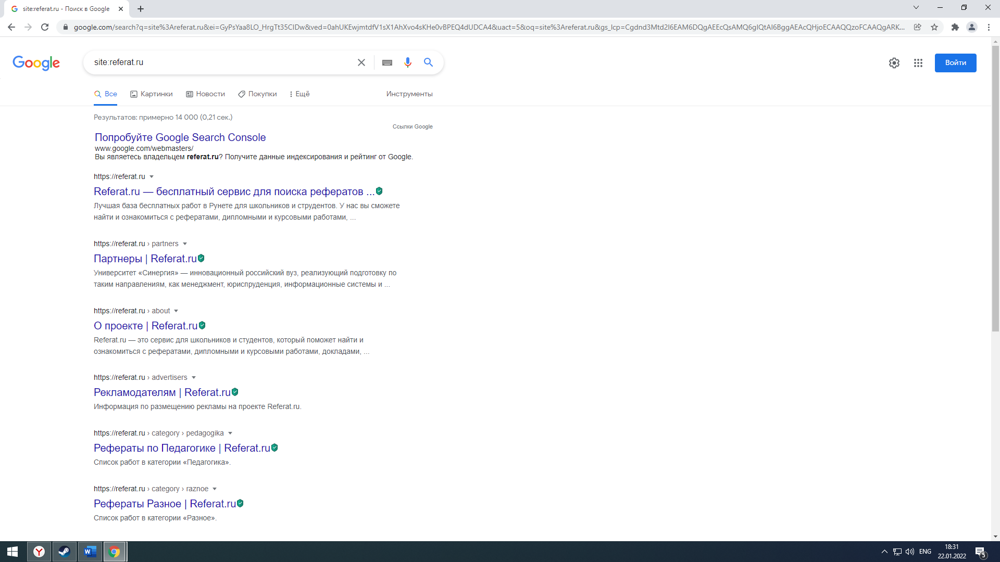 site:referat.ru - Поиск в Google
google.com/search?q=site%3Areferat.ru&ei=GyPsYaa8LO_HrgTt35CIDw&ved=0ahUKEwjmtdfV1sX1AhXvo4sKHe0vBPEQ4dUDCA4&uact=5&oq=site%3Areferat.ru&gs_lcp=Cgdnd3Mtd2l6EAM6DQgAEEcQsAMQ6gIQtAI6BggAEAcQHjoECAAQQzoFCAAQgARK...
Google
site:referat.ru
Войти
Все Картинки Новости Покупки Ещё Инструменты
Результатов: примерно 14 000 (0,21 сек.)
Ссылки Google
Попробуйте Google Search Console
www.google.com/webmasters/
Вы являетесь владельцем referat.ru? Получите данные индексирования и рейтинг от Google.
https://referat.ru
Referat.ru — бесплатный сервис для поиска рефератов ...
Лучшая база бесплатных работ в Рунете для школьников и струдентов. У нас вы сможете
найти и ознакомиться с рефератами, дипломными и курсовыми работами, ...
https://referat.ru › partners
Партнеры | Referat.ru
Университет «Синергия» — инновационный российский вуз, реализующий подготовку по
таким направлениям, как менеджмент, юриспруденция, информационные системы и ...
https://referat.ru › about
О проекте | Referat.ru
Referat.ru — это сервис для школьников и студентов, который поможет найти и
ознакомиться с рефератами, дипломными и курсовыми работами, докладами, ...
https://referat.ru › advertisers
Рекламодателям | Referat.ru
Информация по размещению рекламы на проекте Referat.ru.
https://referat.ru › category › pedagogika
Рефераты по Педагогике | Referat.ru
Список работ в категории «Педагогика».
https://referat.ru › category › raznoe
Рефераты Разное | Referat.ru
Список работ в категории «Разное».
ENG
18:31
22.01.2022
5